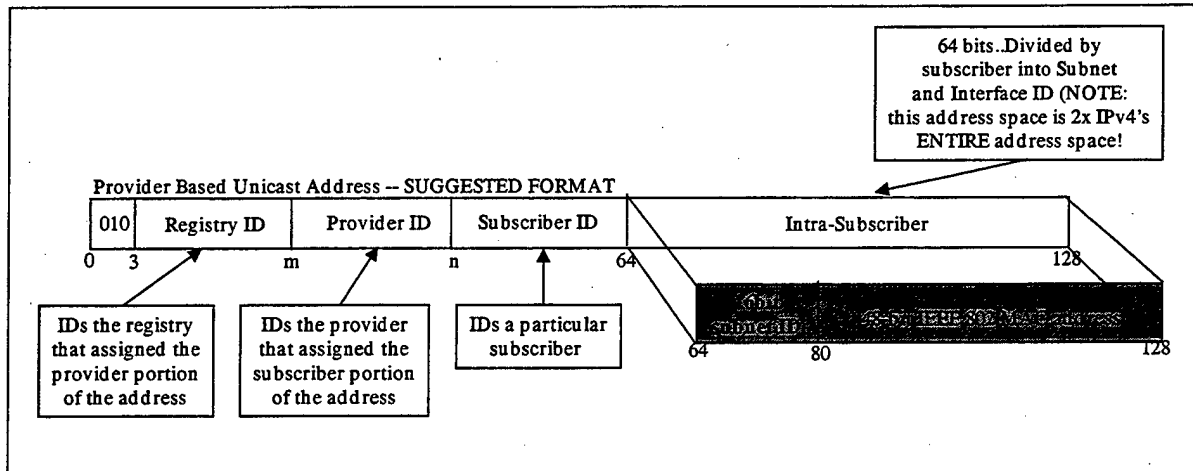 64 bits..Divided by
subscriber into Subnet
and Interface ID (NOTE:
this address space is 2x IPv4's
ENTIRE address space!
Provider Based Unicast Address -- SUGGESTED FORMAT
010 Registry ID Provider ID Subscriber ID Intra-Subscriber
0 3 m n 64 128
IDs the registry
that assigned the
provider portion
of the address
IDs the provider
that assigned the
subscriber portion
of the address
IDs a particular
subscriber
subnet ID address
64 80 128